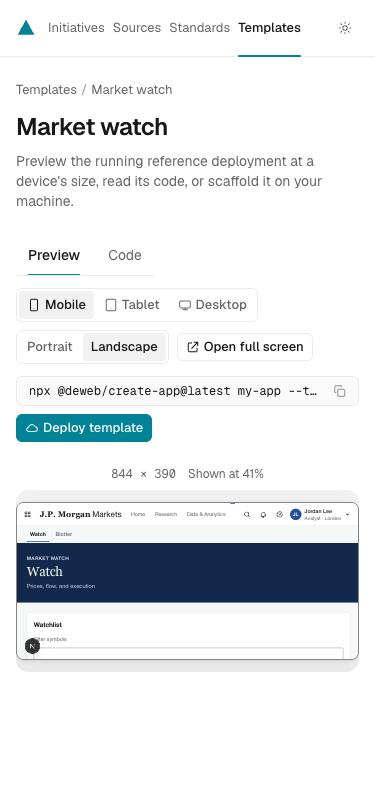 Initiatives Sources Standards Templates
Templates / Market watch
Market watch
Preview the running reference deployment at a
device's size, read its code, or scaffold it on your
machine.
Preview Code
Mobile Tablet Desktop
Portrait Landscape Open full screen
npx @deweb/create-app@latest my-app --t…
Deploy template
844 × 390 Shown at 41%
J.P. Morgan Markets Home Research Data & Analytics JL Jordan Lee
Analyst · London
Watch Blotter
MARKET WATCH
Watch
Prices, flow, and execution
Watchlist
symbols
N